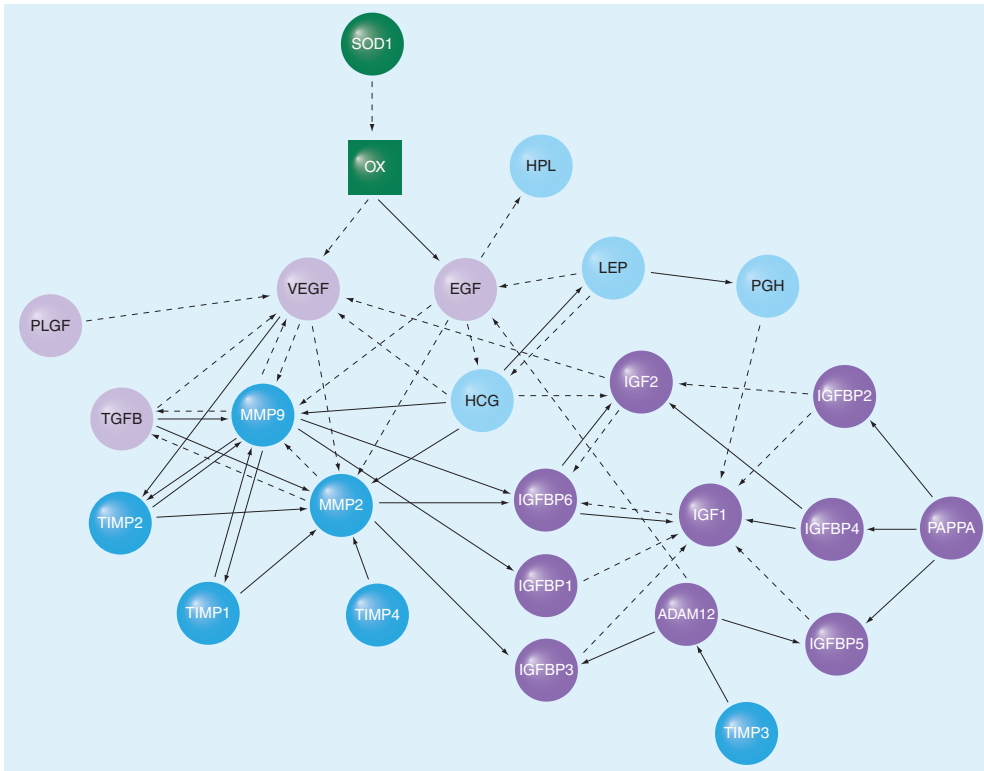 SOD1
OX
HPL
LEP
VEGF
EGF
PGH
PLGF
IGF2
IGFBP2
HCG
TGFB
MMP9
IGFBP6
MMP2
IGF1
TIMP2
IGFBP4
PAPPA
IGFBP1
TIMP1
TIMP4
ADAM12
IGFBP5
IGFBP3
TIMP3